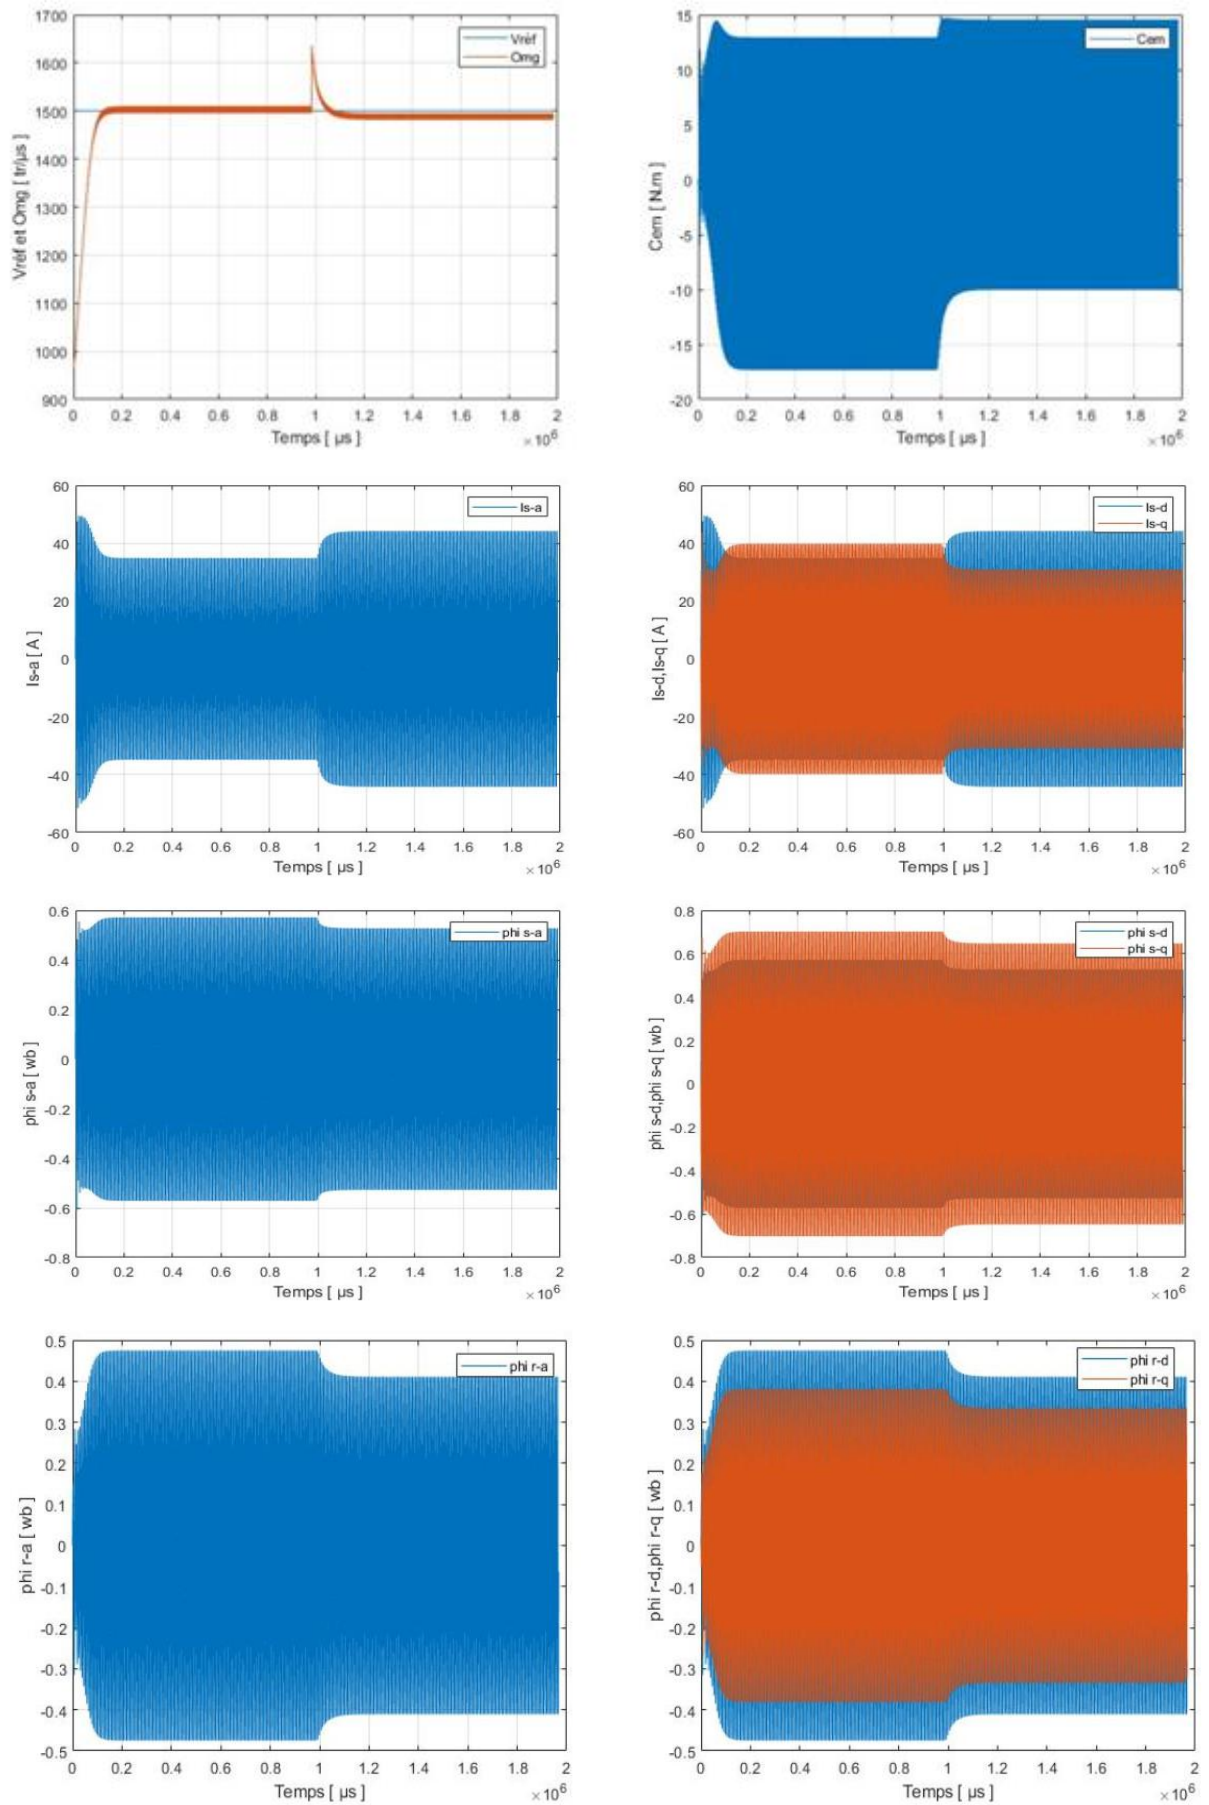 1700
1600
1500
1400
1300
1200
1100
1000
900
Vréf et Omg [ tr/µs ]
Vréf
Omg
0 0.2 0.4 0.6 0.8 1 1.2 1.4 1.6 1.8 2
Temps [ µs ]
×10⁶
15
10
5
0
-5
-10
-15
-20
Cem [ N.m ]
Cem
0 0.2 0.4 0.6 0.8 1 1.2 1.4 1.6 1.8 2
Temps [ µs ]
×10⁶
60
40
20
0
-20
-40
-60
Is-a [ A ]
Is-a
0 0.2 0.4 0.6 0.8 1 1.2 1.4 1.6 1.8 2
Temps [ µs ]
×10⁶
60
40
20
0
-20
-40
-60
Is-d,Is-q [ A ]
Is-d
Is-q
0 0.2 0.4 0.6 0.8 1 1.2 1.4 1.6 1.8 2
Temps [ µs ]
×10⁶
0.6
0.4
0.2
0
-0.2
-0.4
-0.6
-0.8
phi s-a [ wb ]
phi s-a
0 0.2 0.4 0.6 0.8 1 1.2 1.4 1.6 1.8 2
Temps [ µs ]
×10⁶
0.8
0.6
0.4
0.2
0
-0.2
-0.4
-0.6
-0.8
phi s-d,phi s-q [ wb ]
phi s-d
phi s-q
0 0.2 0.4 0.6 0.8 1 1.2 1.4 1.6 1.8 2
Temps [ µs ]
×10⁶
0.5
0.4
0.3
0.2
0.1
0
-0.1
-0.2
-0.3
-0.4
-0.5
phi r-a [ wb ]
phi r-a
0 0.2 0.4 0.6 0.8 1 1.2 1.4 1.6 1.8 2
Temps [ µs ]
×10⁶
0.5
0.4
0.3
0.2
0.1
0
-0.1
-0.2
-0.3
-0.4
-0.5
phi r-d,phi r-q [ wb ]
phi r-d
phi r-q
0 0.2 0.4 0.6 0.8 1 1.2 1.4 1.6 1.8 2
Temps [ µs ]
×10⁶